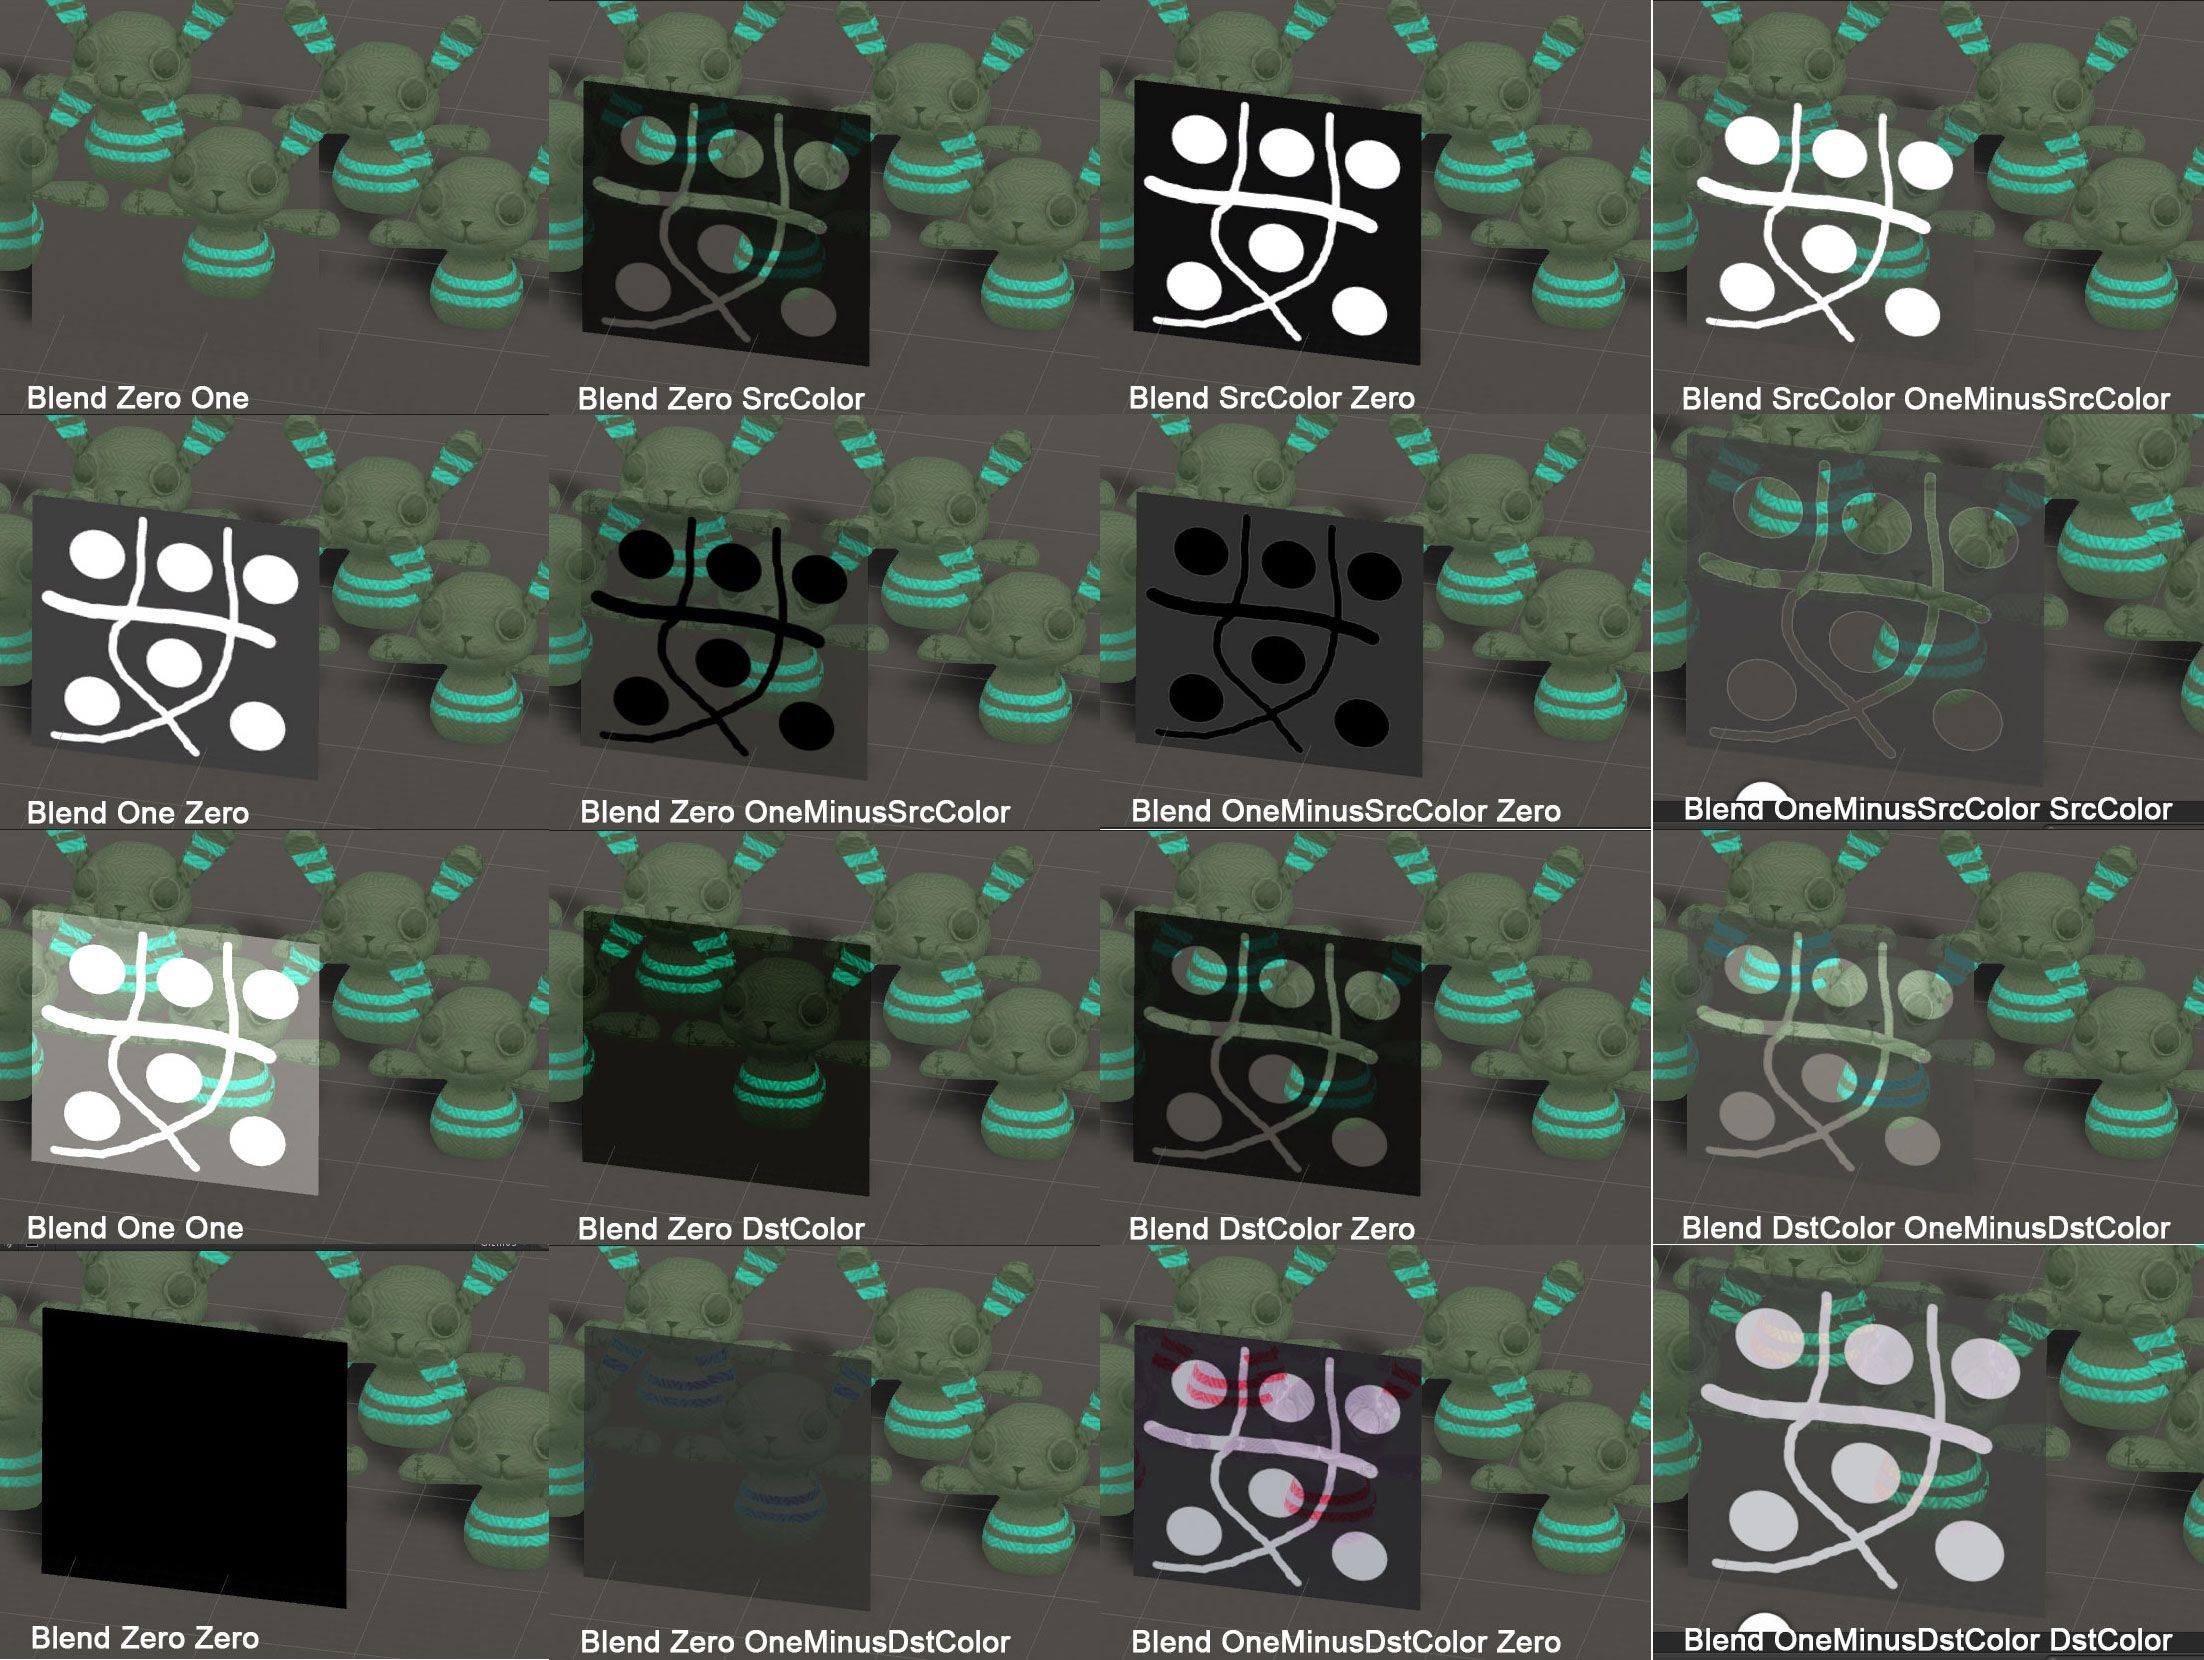 Blend Zero One
Blend Zero SrcColor
Blend SrcColor Zero
Blend SrcColor OneMinusSrcColor
Blend One Zero
Blend Zero OneMinusSrcColor
Blend OneMinusSrcColor Zero
Blend OneMinusSrcColor SrcColor
Blend One One
Blend Zero DstColor
Blend DstColor Zero
Blend DstColor OneMinusDstColor
Blend Zero Zero
Blend Zero OneMinusDstColor
Blend OneMinusDstColor Zero
Blend OneMinusDstColor DstColor